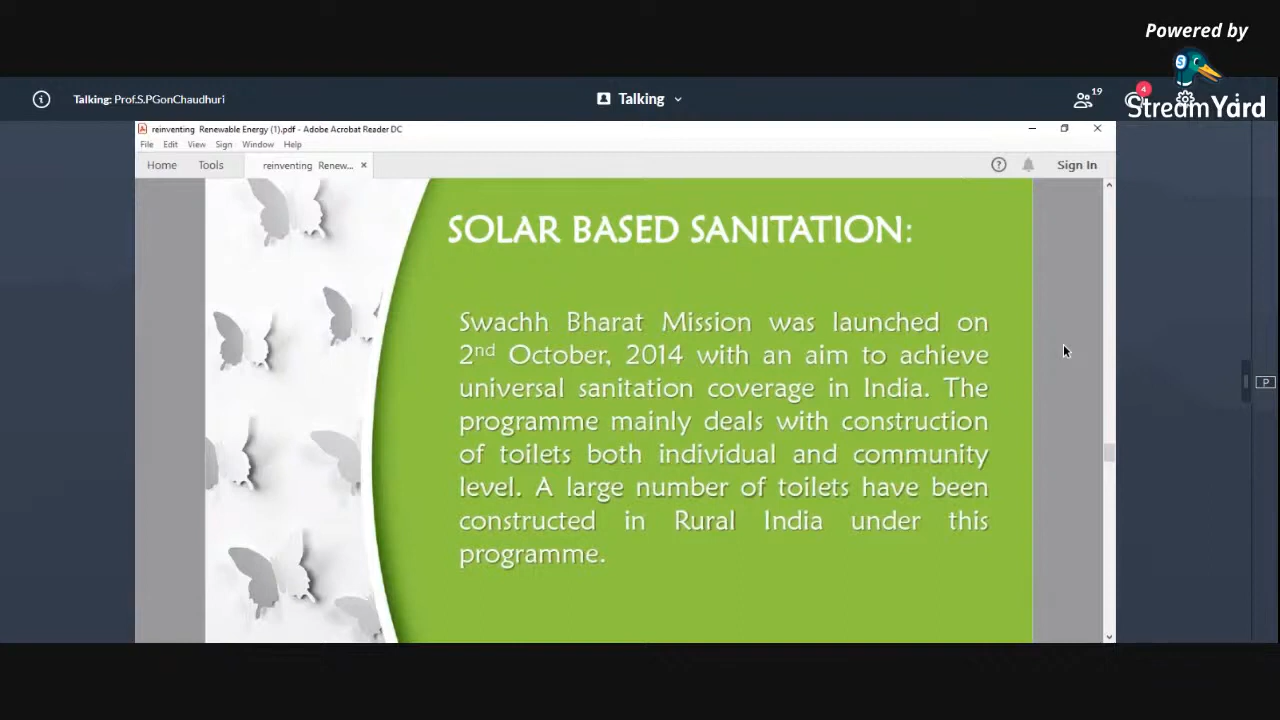 Powered by
StreamYard
Talking: Prof.S.PGonChaudhuri
Talking
19
4
reinventing Renewable Energy (1).pdf - Adobe Acrobat Reader DC
File Edit View Sign Window Help
Home Tools reinventing Renew... ×
Sign In
SOLAR BASED SANITATION:
Swachh Bharat Mission was launched on
2nd October, 2014 with an aim to achieve
universal sanitation coverage in India. The
programme mainly deals with construction
of toilets both individual and community
level. A large number of toilets have been
constructed in Rural India under this
programme.
P